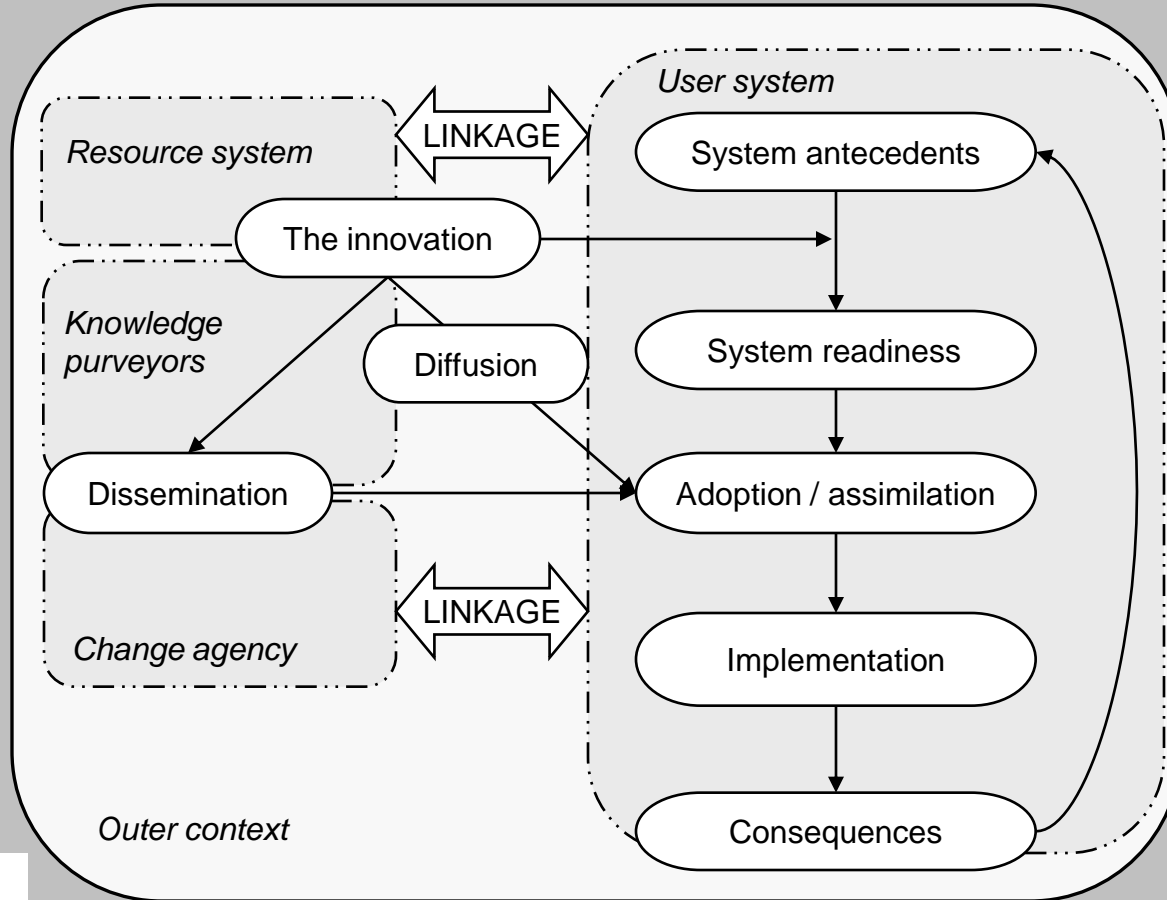 User system
LINKAGE
Resource system
System antecedents
The innovation
Knowledge
purveyors
Diffusion
System readiness
Dissemination
Adoption / assimilation
LINKAGE
Change agency
Implementation
Outer context
Consequences